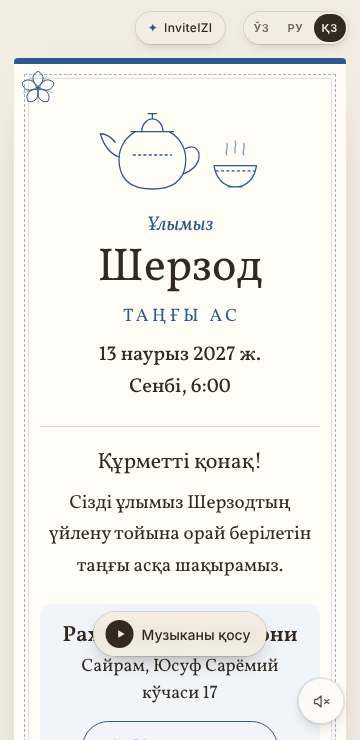 InviteIZI
ЎЗ РУ ҚЗ
Ұлымыз
Шерзод
ТАҢҒЫ АС
13 наурыз 2027 ж.
Сенбі, 6:00
Құрметті қонақ!
Сізді ұлымыз Шерзодтың
үйлену тойына орай берілетін
таңғы асқа шақырамыз.
Музыканы қосу
Сайрам, Юсуф Сарёмий
кўчаси 17